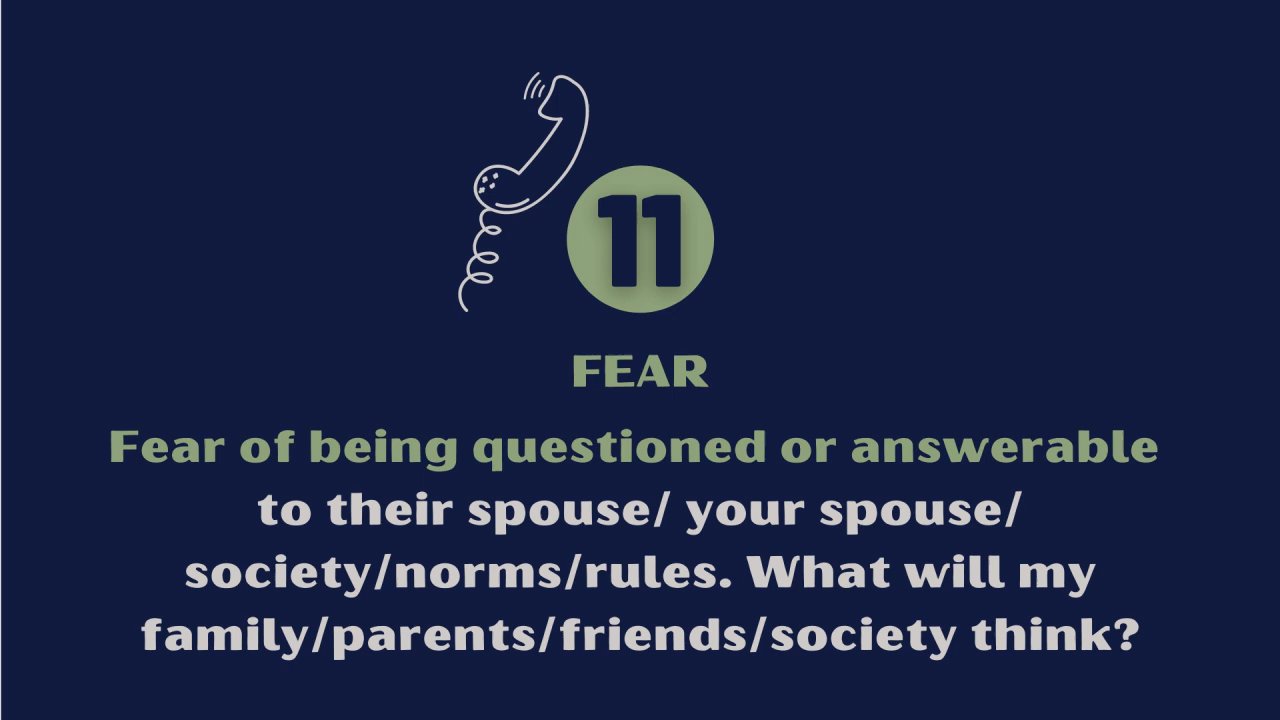 11
FEAR
Fear of being questioned or answerable
to their spouse/ your spouse/
society/norms/rules. What will my
family/parents/friends/society think?